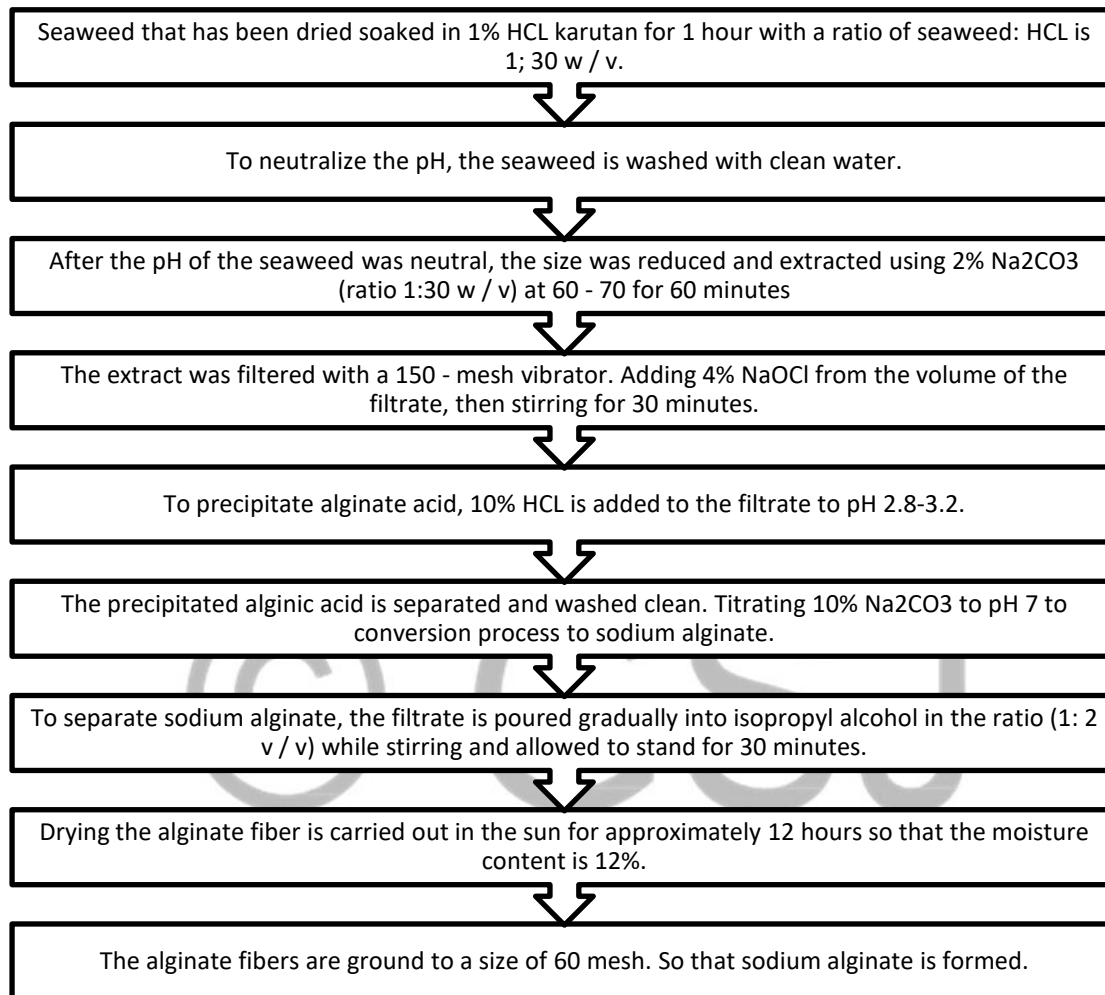 Seaweed that has been dried soaked in 1% HCL karutan for 1 hour with a ratio of seaweed: HCL is
1; 30 w / v.
To neutralize the pH, the seaweed is washed with clean water.
After the pH of the seaweed was neutral, the size was reduced and extracted using 2% Na2CO3
(ratio 1:30 w / v) at 60 - 70 for 60 minutes
The extract was filtered with a 150 - mesh vibrator. Adding 4% NaOCl from the volume of the
filtrate, then stirring for 30 minutes.
To precipitate alginate acid, 10% HCL is added to the filtrate to pH 2.8-3.2.
The precipitated alginic acid is separated and washed clean. Titrating 10% Na2CO3 to pH 7 to
conversion process to sodium alginate.
To separate sodium alginate, the filtrate is poured gradually into isopropyl alcohol in the ratio (1: 2
v / v) while stirring and allowed to stand for 30 minutes.
Drying the alginate fiber is carried out in the sun for approximately 12 hours so that the moisture
content is 12%.
The alginate fibers are ground to a size of 60 mesh. So that sodium alginate is formed.